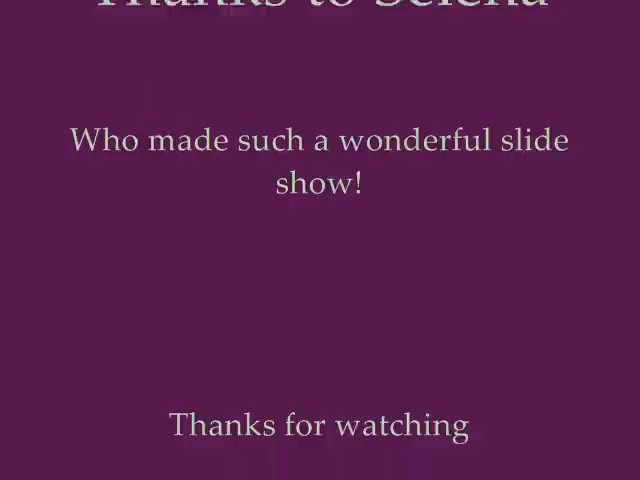 Thanks to Selena
Who made such a wonderful slide
show!
Thanks for watching